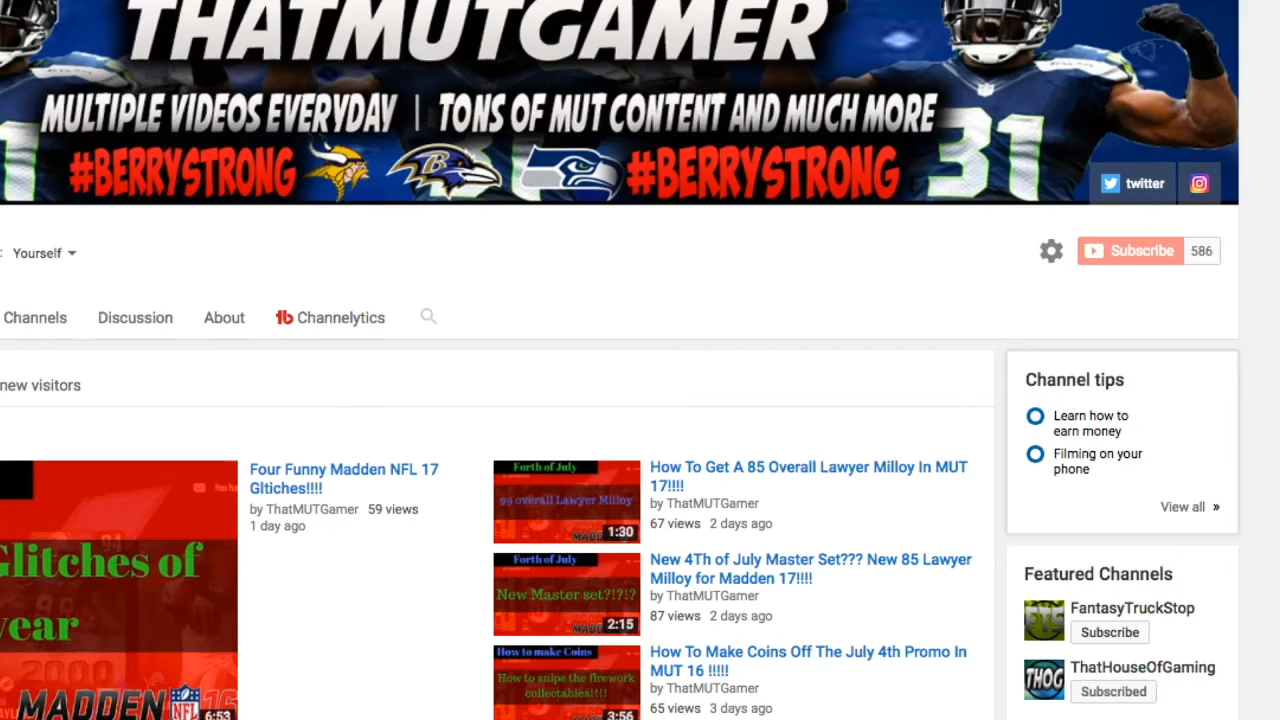 THATMUTGAMER
MULTIPLE VIDEOS EVERYDAY | TONS OF MUT CONTENT AND MUCH MORE
#BERRYSTRONG #BERRYSTRONG
31
twitter
: Yourself
Subscribe 586
Channels Discussion About Channelytics
new visitors
Channel tips
Learn how to
earn money
Filming on your
phone
View all »
Four Funny Madden NFL 17
Gltiches!!!!
by ThatMUTGamer 59 views
1 day ago
Glitches of
year
MADDEN NFL 16
6:53
Forth of July
99 overall Lawyer Milloy
1:30
How To Get A 85 Overall Lawyer Milloy In MUT
17!!!!
by ThatMUTGamer
67 views 2 days ago
Forth of July
New Master set?!?!?
2:15
New 4Th of July Master Set??? New 85 Lawyer
Milloy for Madden 17!!!!
by ThatMUTGamer
87 views 2 days ago
How to make Coins
How to snipe the firework
collectables!!!!
3:56
How To Make Coins Off The July 4th Promo In
MUT 16 !!!!!
by ThatMUTGamer
65 views 3 days ago
Featured Channels
FantasyTruckStop
Subscribe
THOG
ThatHouseOfGaming
Subscribed